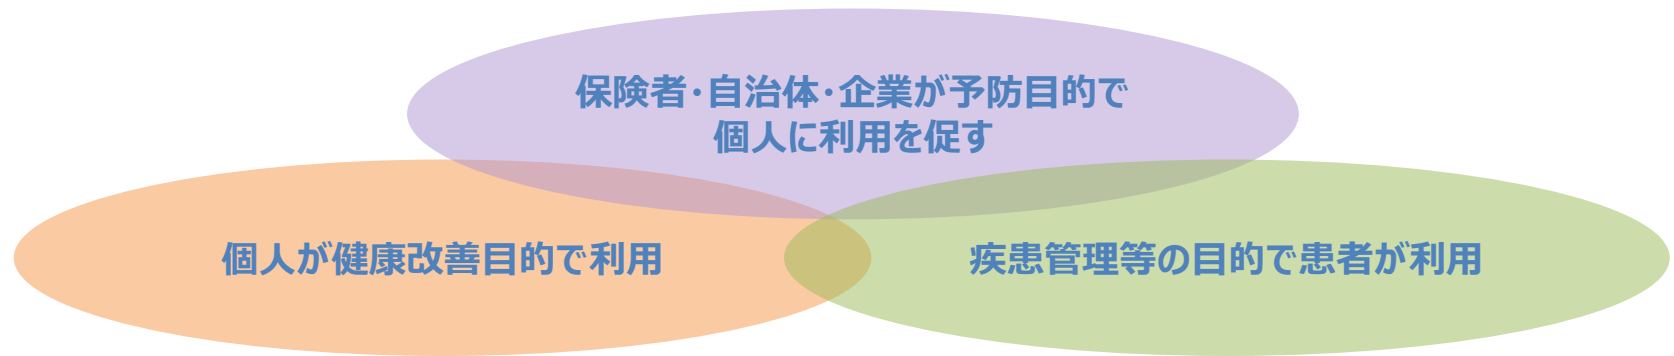 保険者・自治体・企業が予防目的で
個人に利用を促す
個人が健康改善目的で利用
疾患管理等の目的で患者が利用